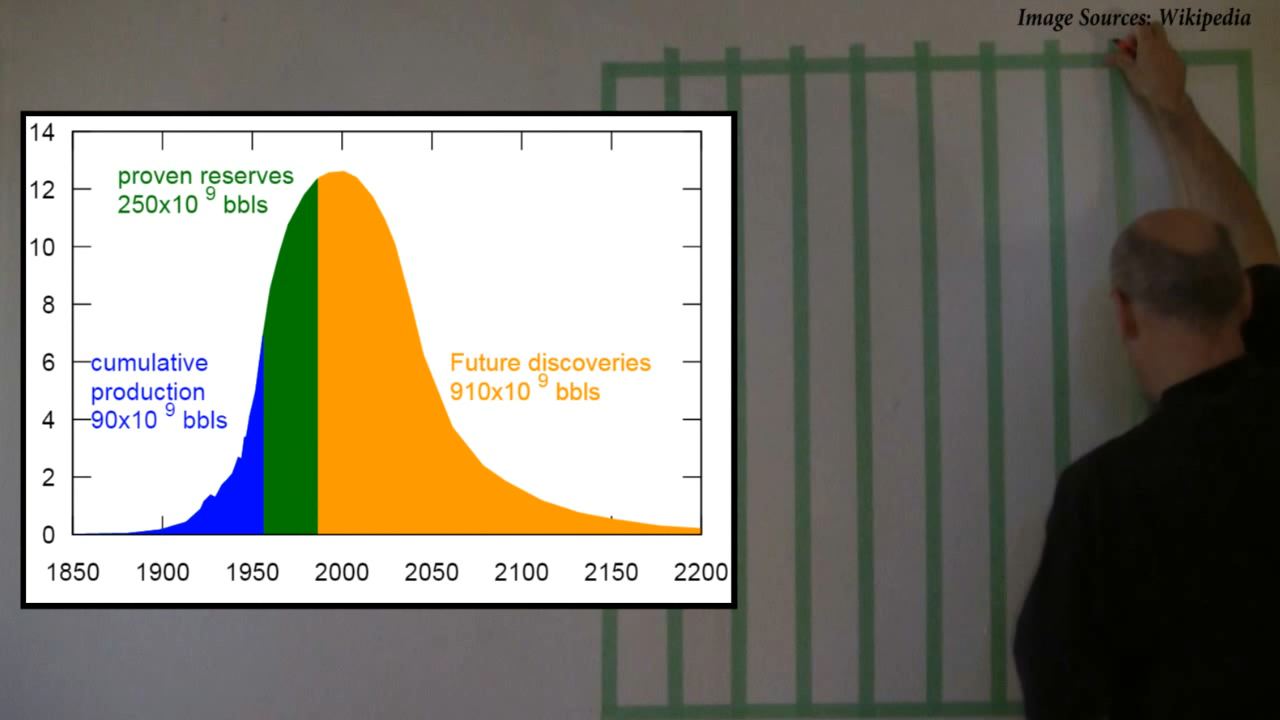 Image Sources: Wikipedia
14
12
10
8
6
4
2
0
proven reserves
250x10 9 bbls
cumulative
production
90x10 9 bbls
Future discoveries
910x10 9 bbls
1850 1900 1950 2000 2050 2100 2150 2200